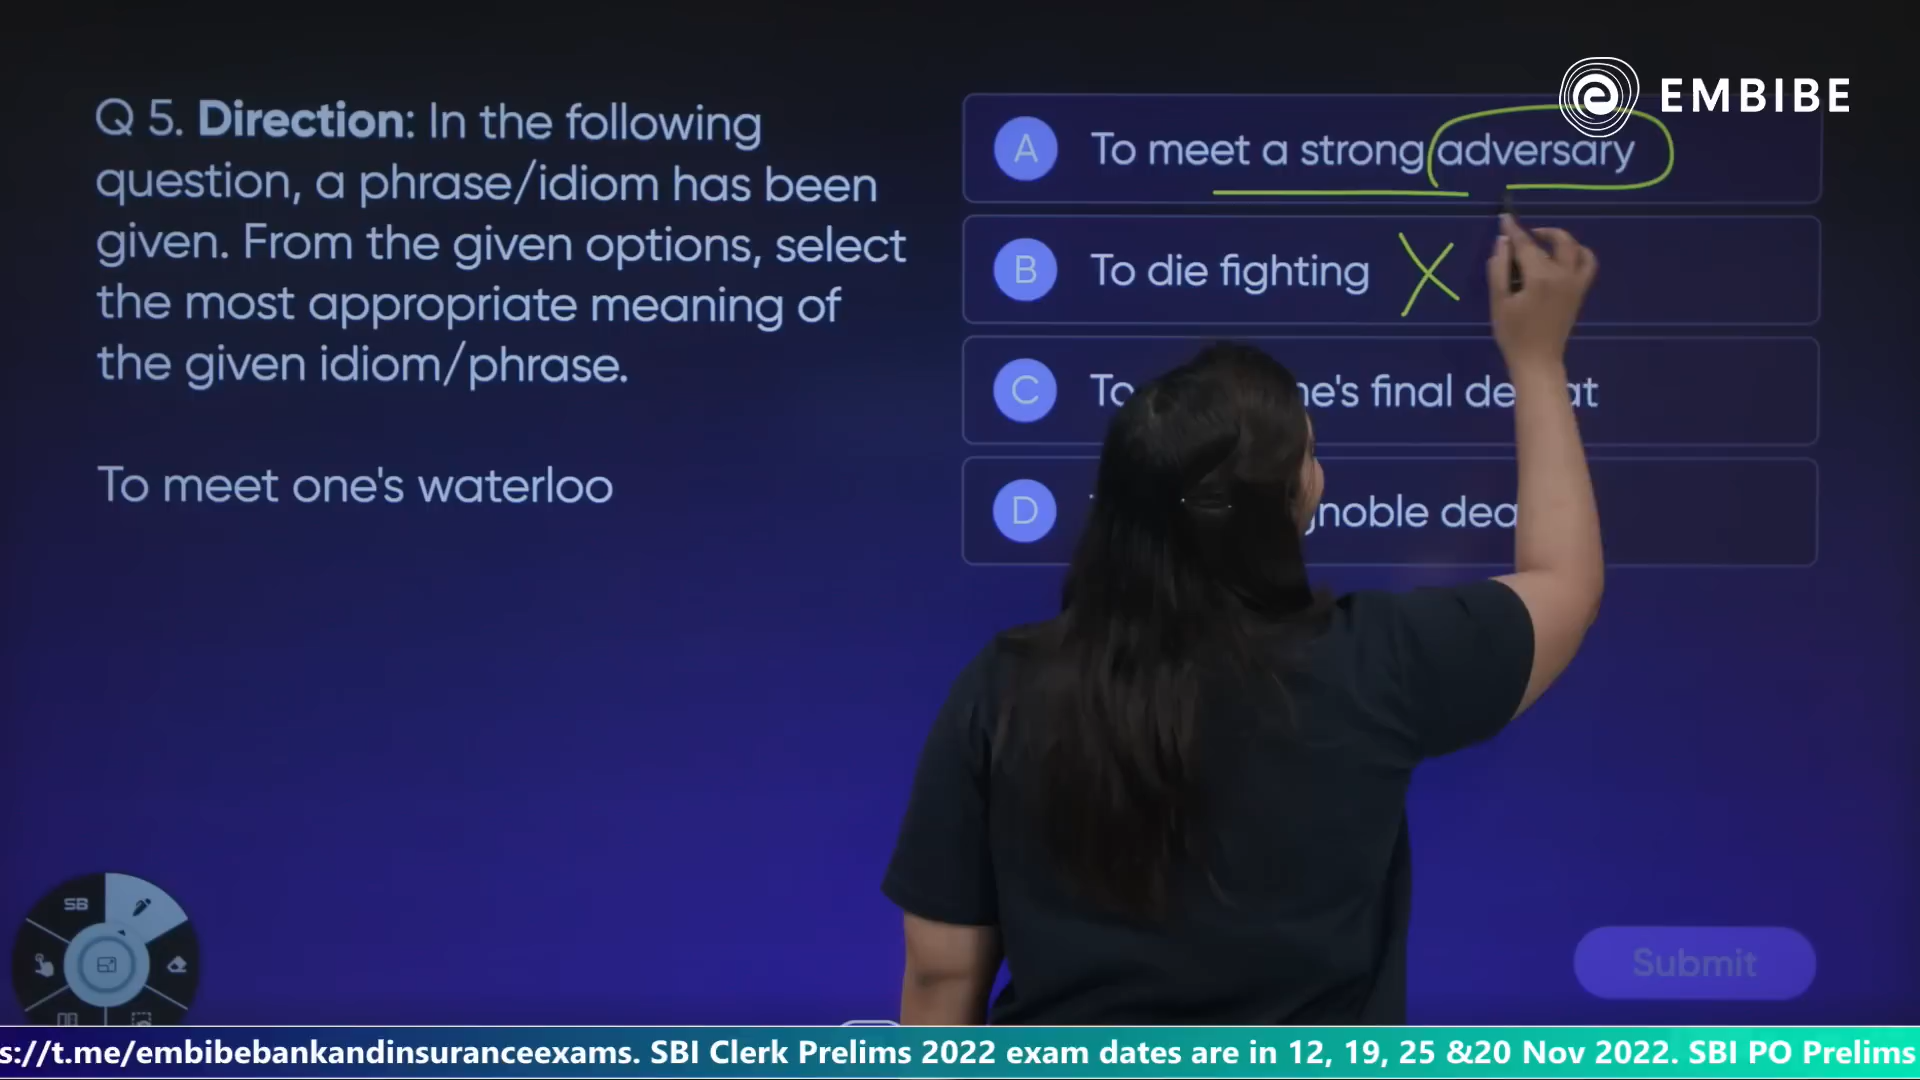 EMBIBE
Q 5. Direction: In the following
question, a phrase/idiom has been
given. From the given options, select
the most appropriate meaning of
the given idiom/phrase.
To meet one's waterloo
A To meet a strong adversary
B To die fighting
C final
D
Submit
SB
s://t.me/embibebankandinsuranceexams. SBI Clerk Prelims 2022 exam dates are in 12, 19, 25 &20 Nov 2022. SBI PO Prelims